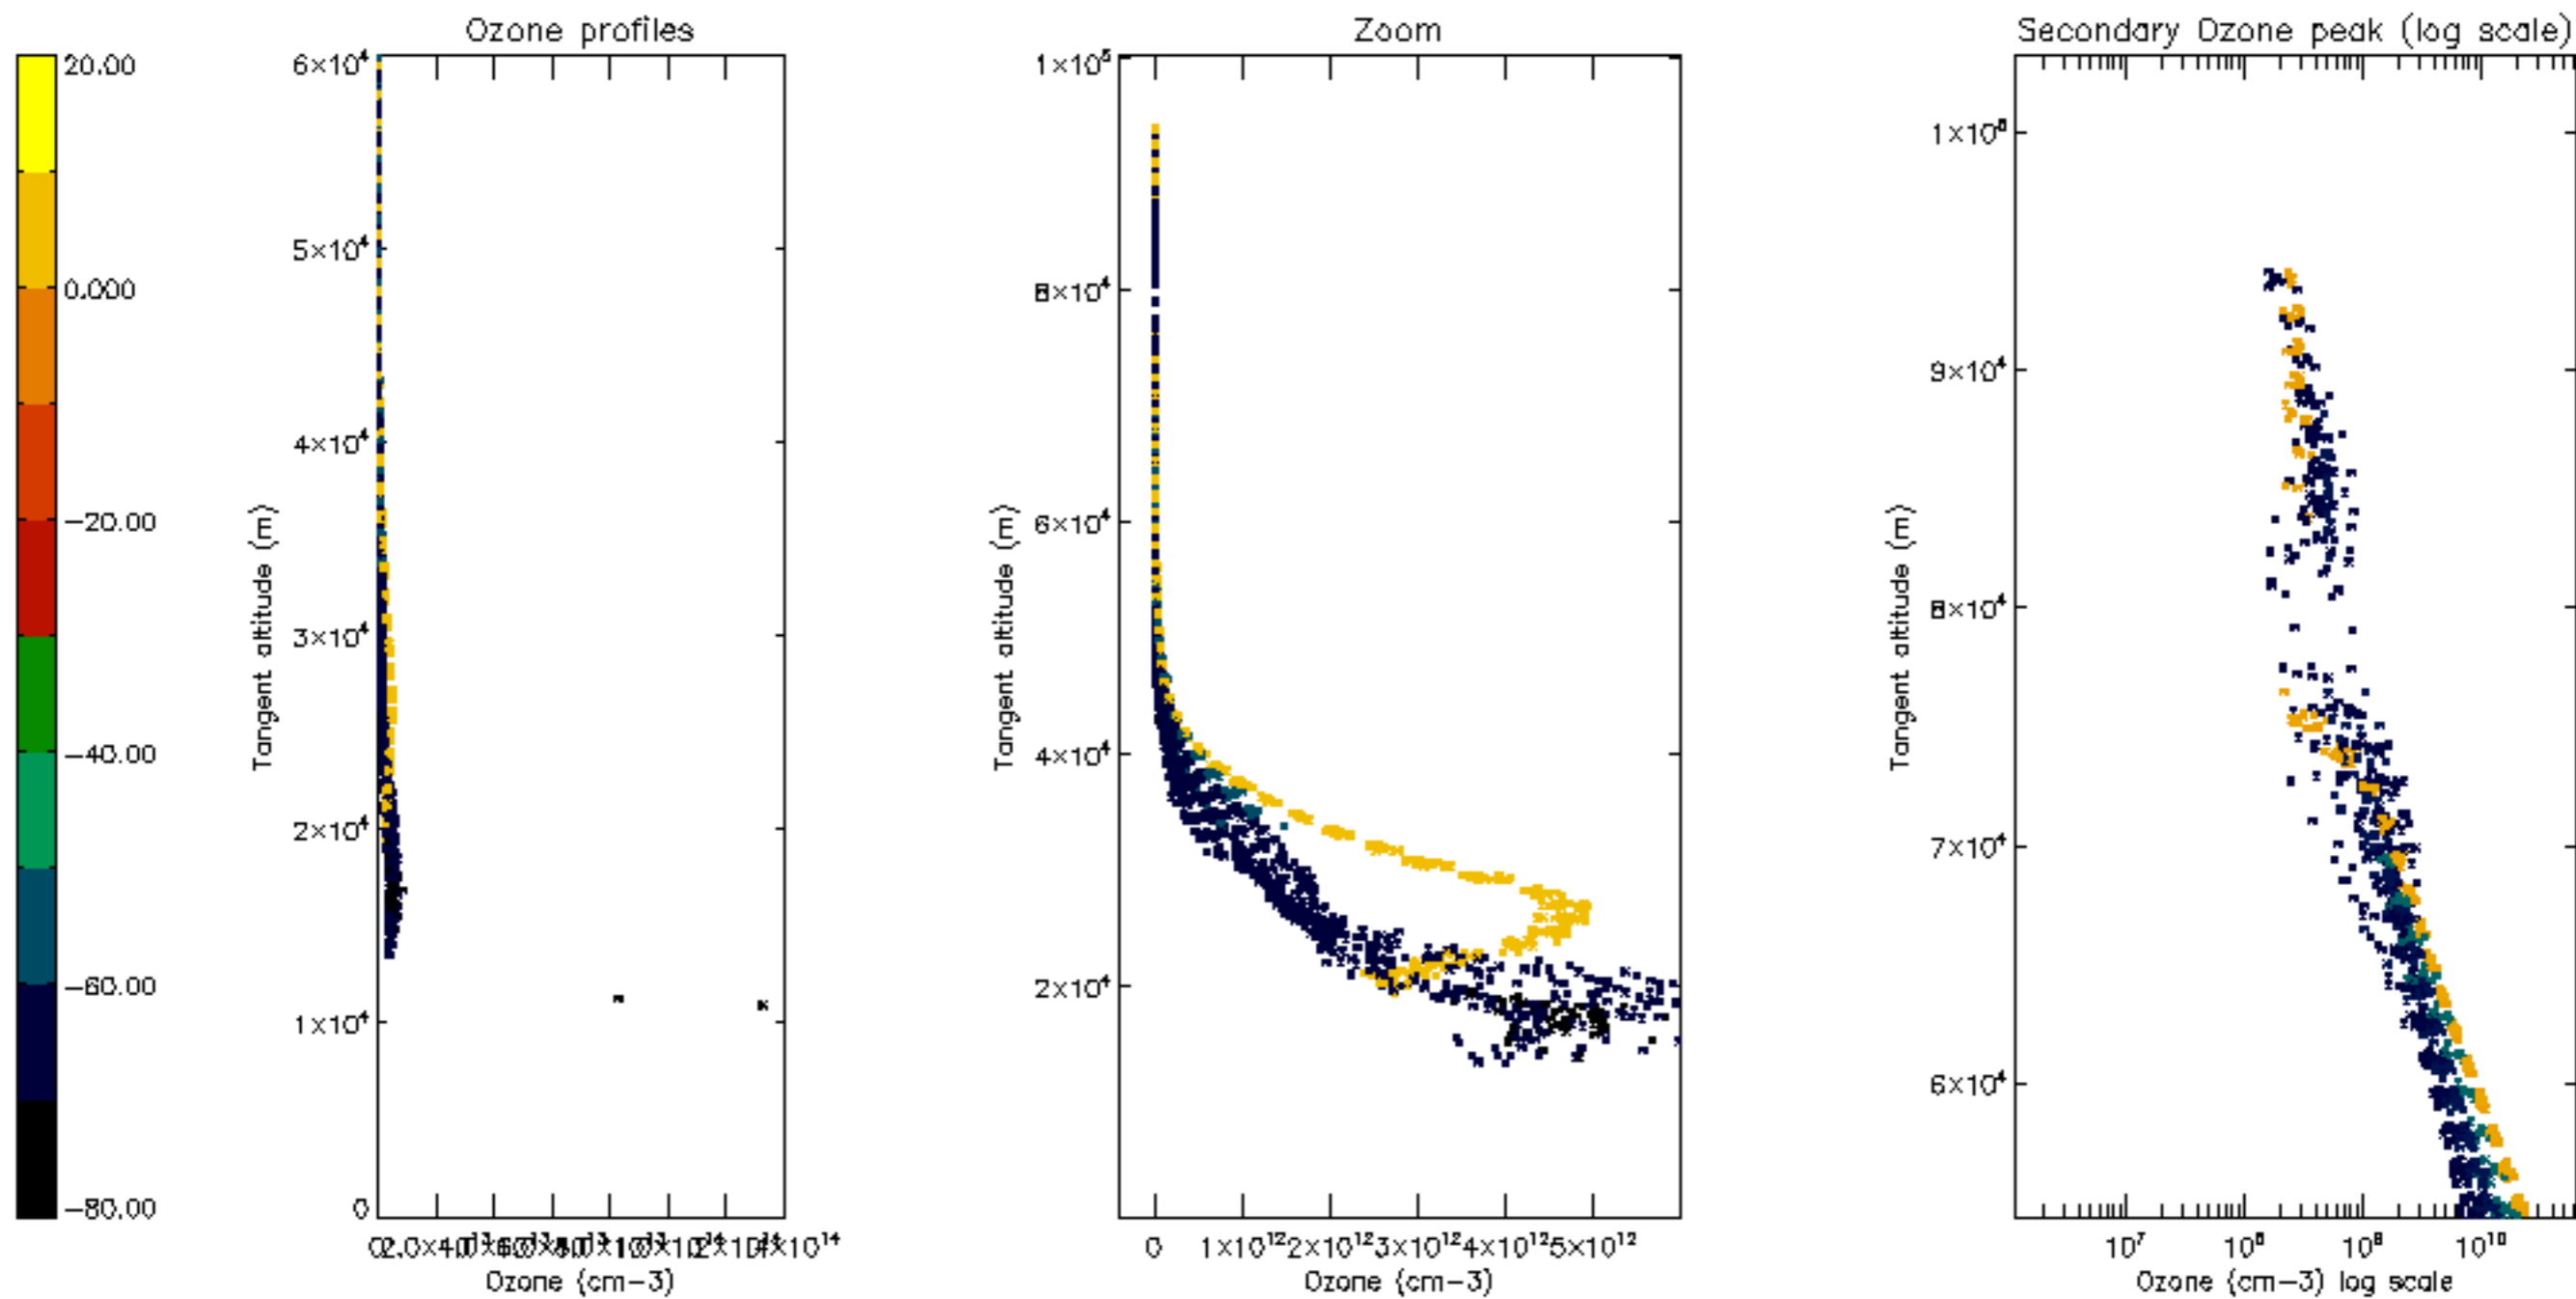 Ozone profiles
Zoom
Secondary Ozone peak (log scale)
20.00
0.000
−20.00
−40.00
−60.00
−80.00
6×10⁴
5×10⁴
4×10⁴
3×10⁴
2×10⁴
1×10⁴
0
Tangent altitude (m)
Ozone (cm−3)
1×10⁵
8×10⁴
6×10⁴
4×10⁴
2×10⁴
Tangent altitude (m)
0 1×10¹² 2×10¹² 3×10¹² 4×10¹² 5×10¹²
Ozone (cm−3)
9×10⁴
8×10⁴
7×10⁴
6×10⁴
Tangent altitude (m)
10⁷ 10⁸ 10⁹ 10¹⁰
Ozone (cm−3) log scale